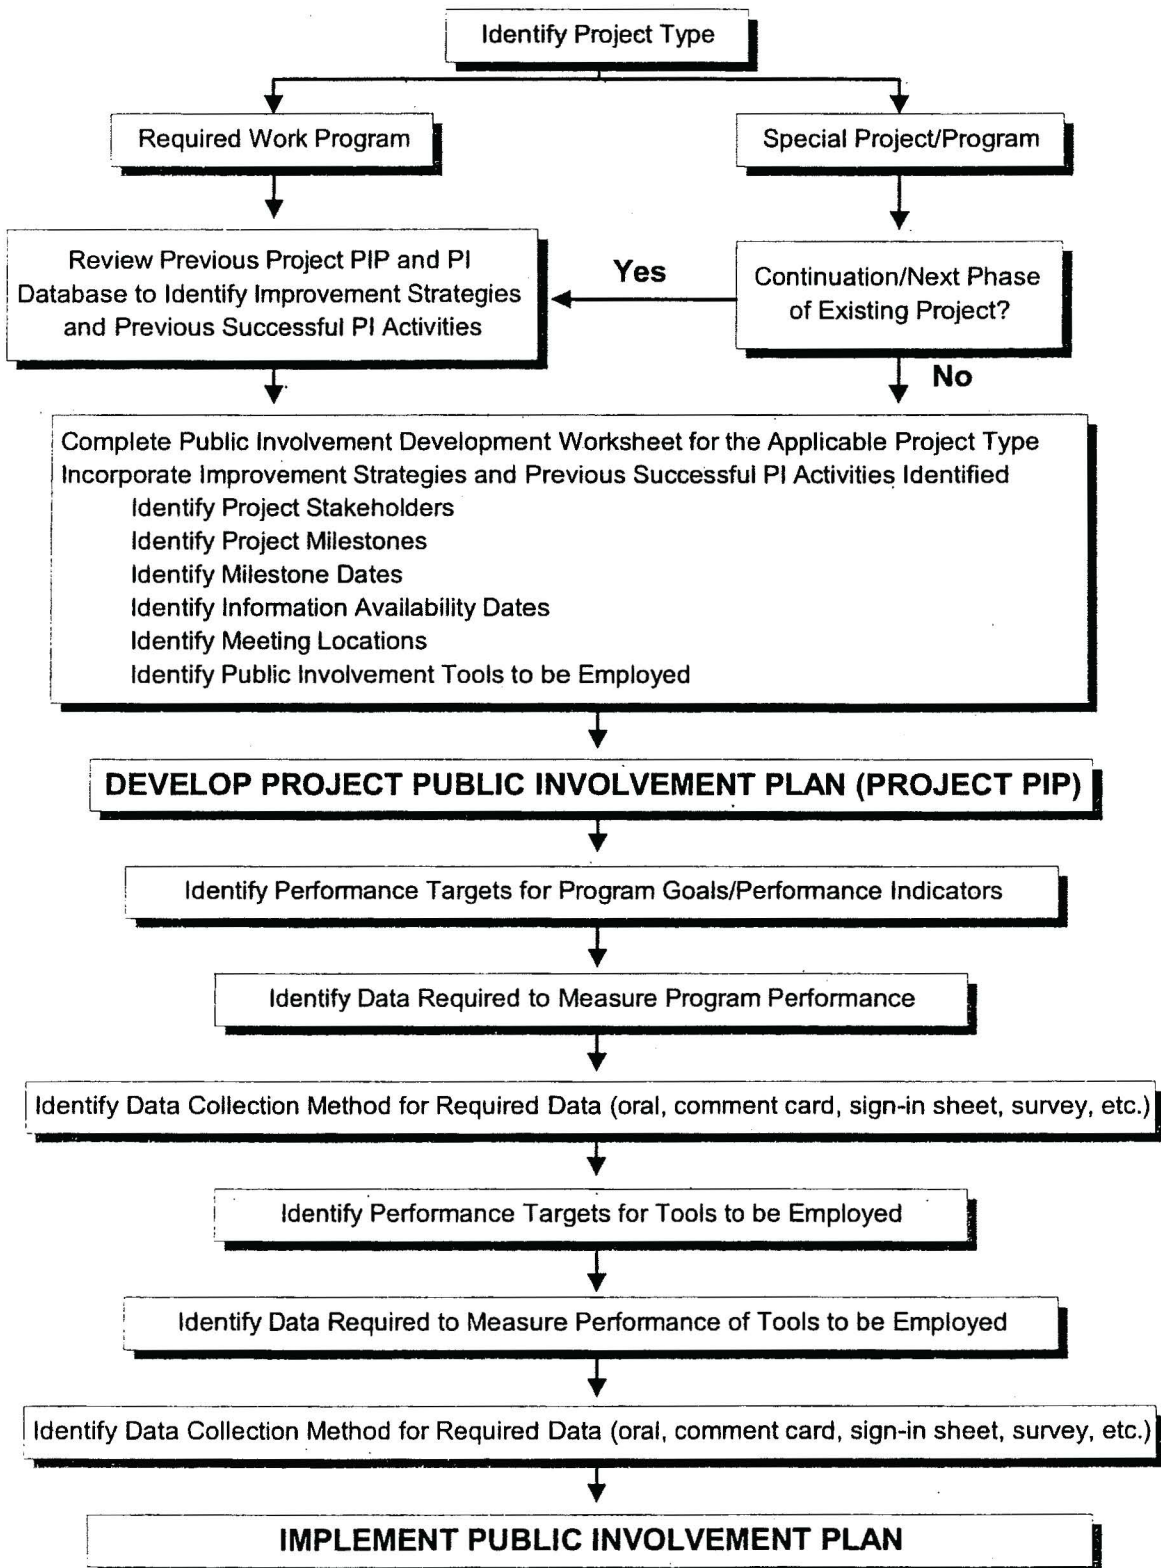 Identify Project Type
Required Work Program
Special Project/Program
Review Previous Project PIP and PI
Database to Identify Improvement Strategies
and Previous Successful PI Activities
Yes
Continuation/Next Phase
of Existing Project?
No
Complete Public Involvement Development Worksheet for the Applicable Project Type
Incorporate Improvement Strategies and Previous Successful PI Activities Identified
Identify Project Stakeholders
Identify Project Milestones
Identify Milestone Dates
Identify Information Availability Dates
Identify Meeting Locations
Identify Public Involvement Tools to be Employed
DEVELOP PROJECT PUBLIC INVOLVEMENT PLAN (PROJECT PIP)
Identify Performance Targets for Program Goals/Performance Indicators
Identify Data Required to Measure Program Performance
Identify Data Collection Method for Required Data (oral, comment card, sign-in sheet, survey, etc.)
Identify Performance Targets for Tools to be Employed
Identify Data Required to Measure Performance of Tools to be Employed
Identify Data Collection Method for Required Data (oral, comment card, sign-in sheet, survey, etc.)
IMPLEMENT PUBLIC INVOLVEMENT PLAN